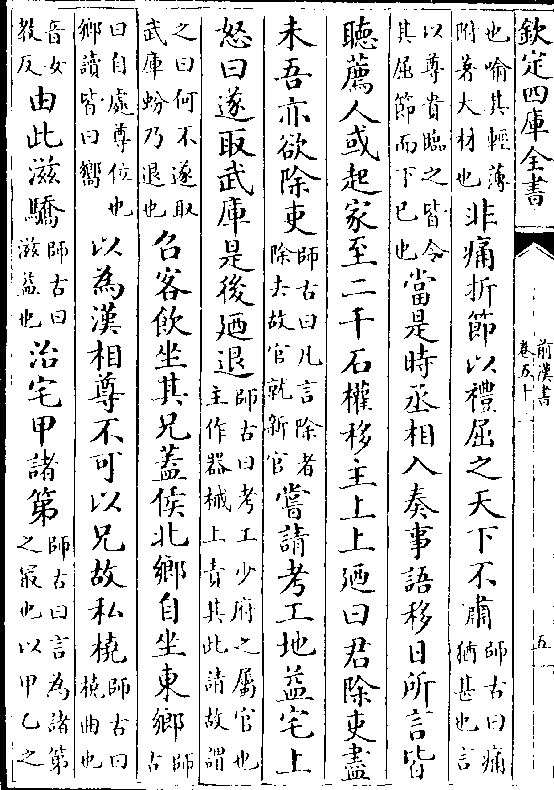 欽定四庫全書
前漢書
卷五十
五
也喻其輕薄附著大材也非痛折節以禮屈之天下不肅師古曰痛猶甚也言
以尊貴臨之皆令其屈節而下已也當是時丞相入奏事語移日所言皆
聽薦人或起家至二千石權移主上上廼曰君除吏盡
未吾亦欲除吏師古曰凡言除者除去故官就新官嘗請考工地益宅上
怒曰遂取武庫是後廼退師古曰考工少府之屬官也主作器械上責其此請故謂
之曰何不遂取武庫蚡乃退也召客飲坐其兄蓋侯北鄉自坐東鄉師古
曰自處尊位也鄉讀皆曰嚮以為漢相尊不可以兄故私橈師古曰橈曲也
音女教反由此滋驕師古曰滋益也治宅甲諸第師古曰言為諸第之最也以甲乙之